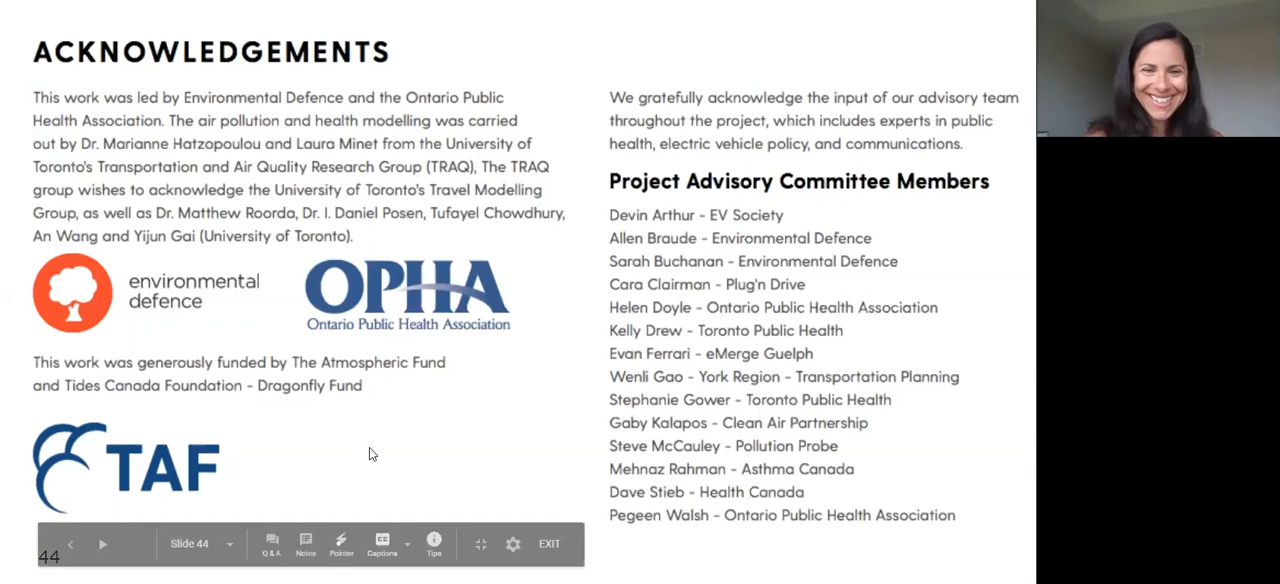 ACKNOWLEDGEMENTS
This work was led by Environmental Defence and the Ontario Public
Health Association. The air pollution and health modelling was carried
out by Dr. Marianne Hatzopoulou and Laura Minet from the University of
Toronto's Transportation and Air Quality Research Group (TRAQ), The TRAQ
group wishes to acknowledge the University of Toronto's Travel Modelling
Group, as well as Dr. Matthew Roorda, Dr. I. Daniel Posen, Tufayel Chowdhury,
An Wang and Yijun Gai (University of Toronto).
environmental
defence
OPHA
Ontario Public Health Association
This work was generously funded by The Atmospheric Fund
and Tides Canada Foundation - Dragonfly Fund
TAF
We gratefully acknowledge the input of our advisory team
throughout the project, which includes experts in public
health, electric vehicle policy, and communications.
Project Advisory Committee Members
Devin Arthur - EV Society
Allen Braude - Environmental Defence
Sarah Buchanan - Environmental Defence
Cara Clairman - Plug'n Drive
Helen Doyle - Ontario Public Health Association
Kelly Drew - Toronto Public Health
Evan Ferrari - eMerge Guelph
Wenli Gao - York Region - Transportation Planning
Stephanie Gower - Toronto Public Health
Gaby Kalapos - Clean Air Partnership
Steve McCauley - Pollution Probe
Mehnaz Rahman - Asthma Canada
Dave Stieb - Health Canada
Pegeen Walsh - Ontario Public Health Association
44
Slide 44
Q & A
Notes
Pointer
CC
Captions
Tips
EXIT